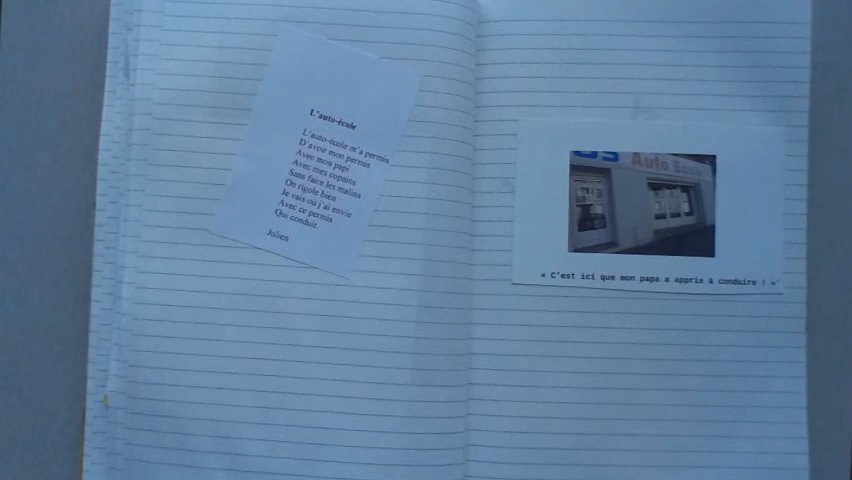 L'auto-école
L'auto-école m'a permis
D'avoir mon permis
Avec mon papi
Avec mes copains
Sans faire les malins
On rigole bien
Je vais où j'ai envie
Avec ce permis
Qui conduit.
Julien
Auto Ecole
« C'est ici que mon papa a appris à conduire ! »